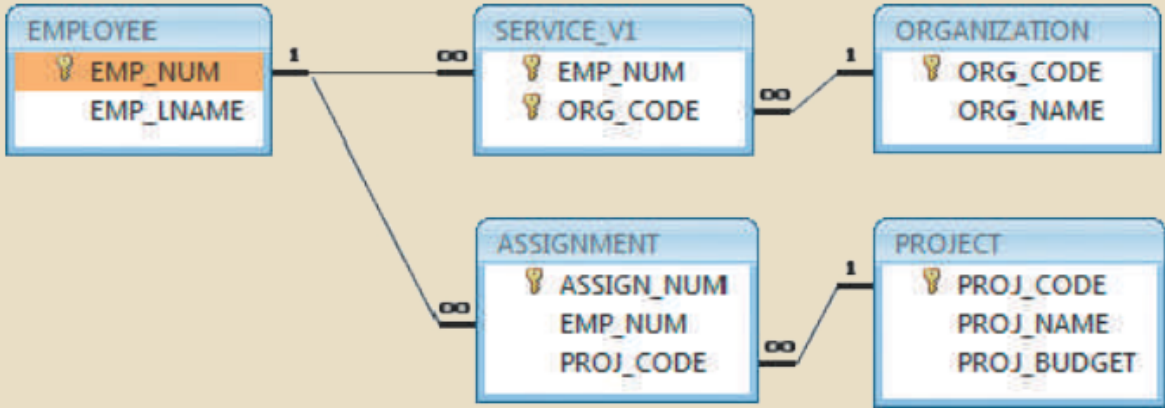 EMPLOYEE
EMP_NUM
EMP_LNAME
1
∞
SERVICE_V1
EMP_NUM
ORG_CODE
∞
1
ORGANIZATION
ORG_CODE
ORG_NAME
∞
ASSIGNMENT
ASSIGN_NUM
EMP_NUM
PROJ_CODE
∞
1
PROJECT
PROJ_CODE
PROJ_NAME
PROJ_BUDGET